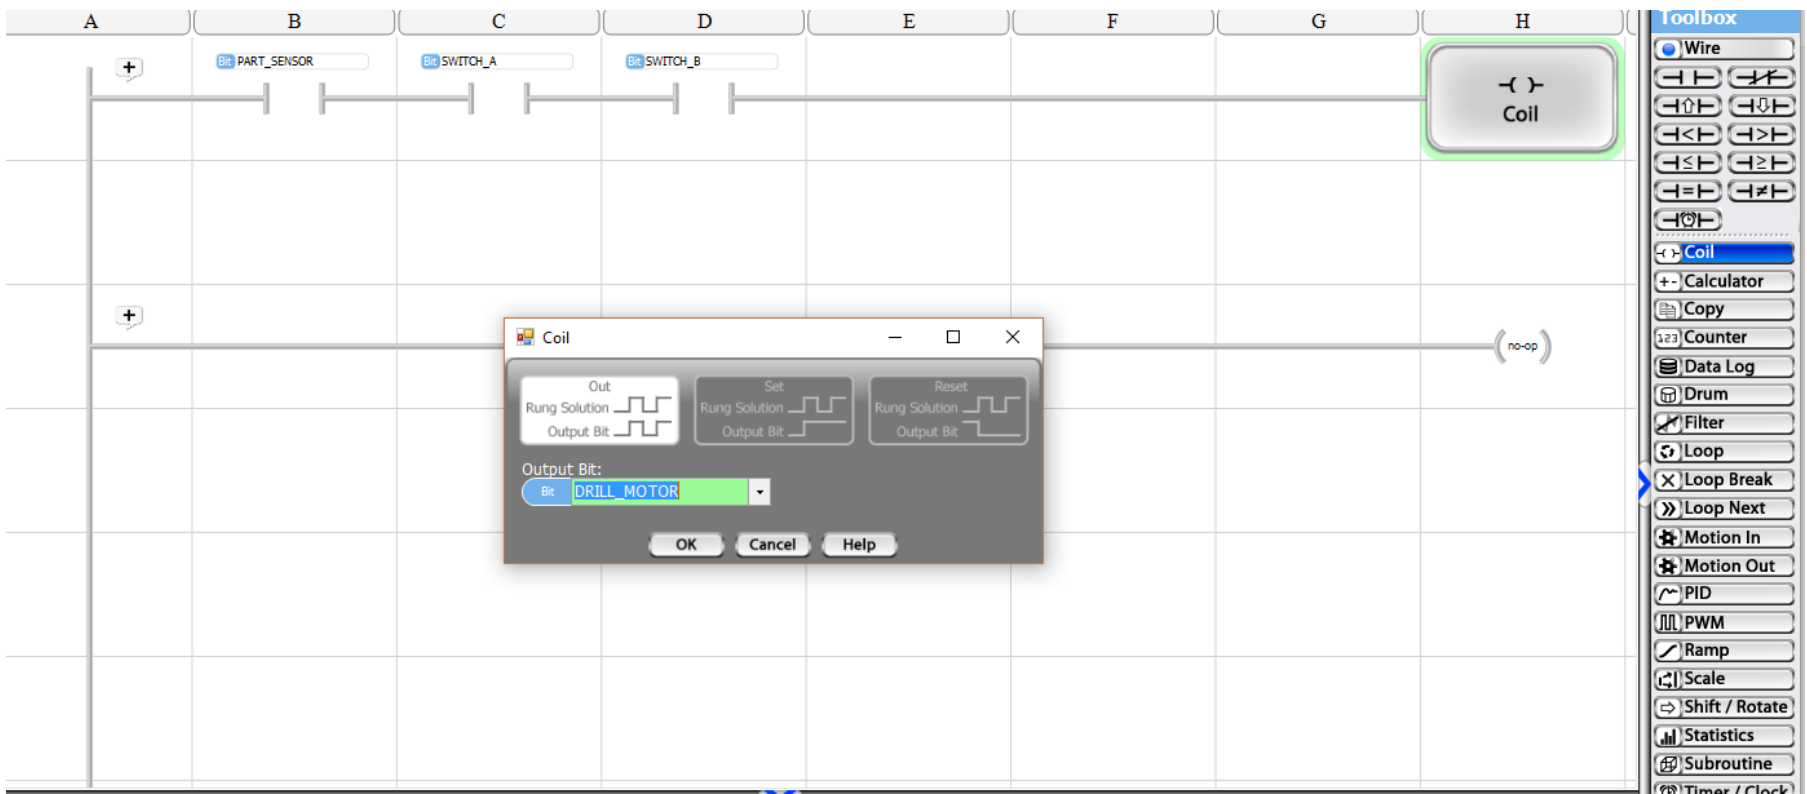 A B C D E F G H
Bit PART_SENSOR Bit SWITCH_A Bit SWITCH_B
Coil
no-op
Coil
Out
Rung Solution
Output Bit
Set
Rung Solution
Output Bit
Reset
Rung Solution
Output Bit
Output Bit:
Bit DRILL_MOTOR
OK Cancel Help
Toolbox
Wire
Coil
+- Calculator
Copy
123 Counter
Data Log
Drum
Filter
Loop
Loop Break
Loop Next
Motion In
Motion Out
PID
PWM
Ramp
Scale
Shift / Rotate
Statistics
Subroutine
Timer / Clock